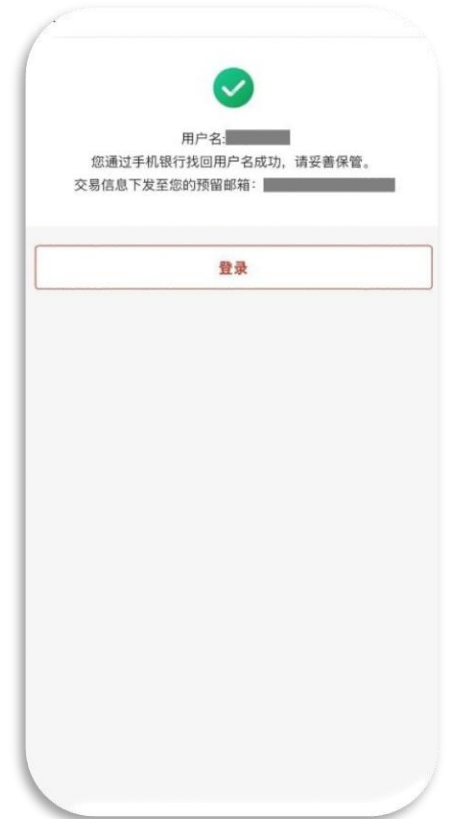 用户名:
您通过手机银行找回用户名成功，请妥善保管。
交易信息下发至您的预留邮箱：
登录